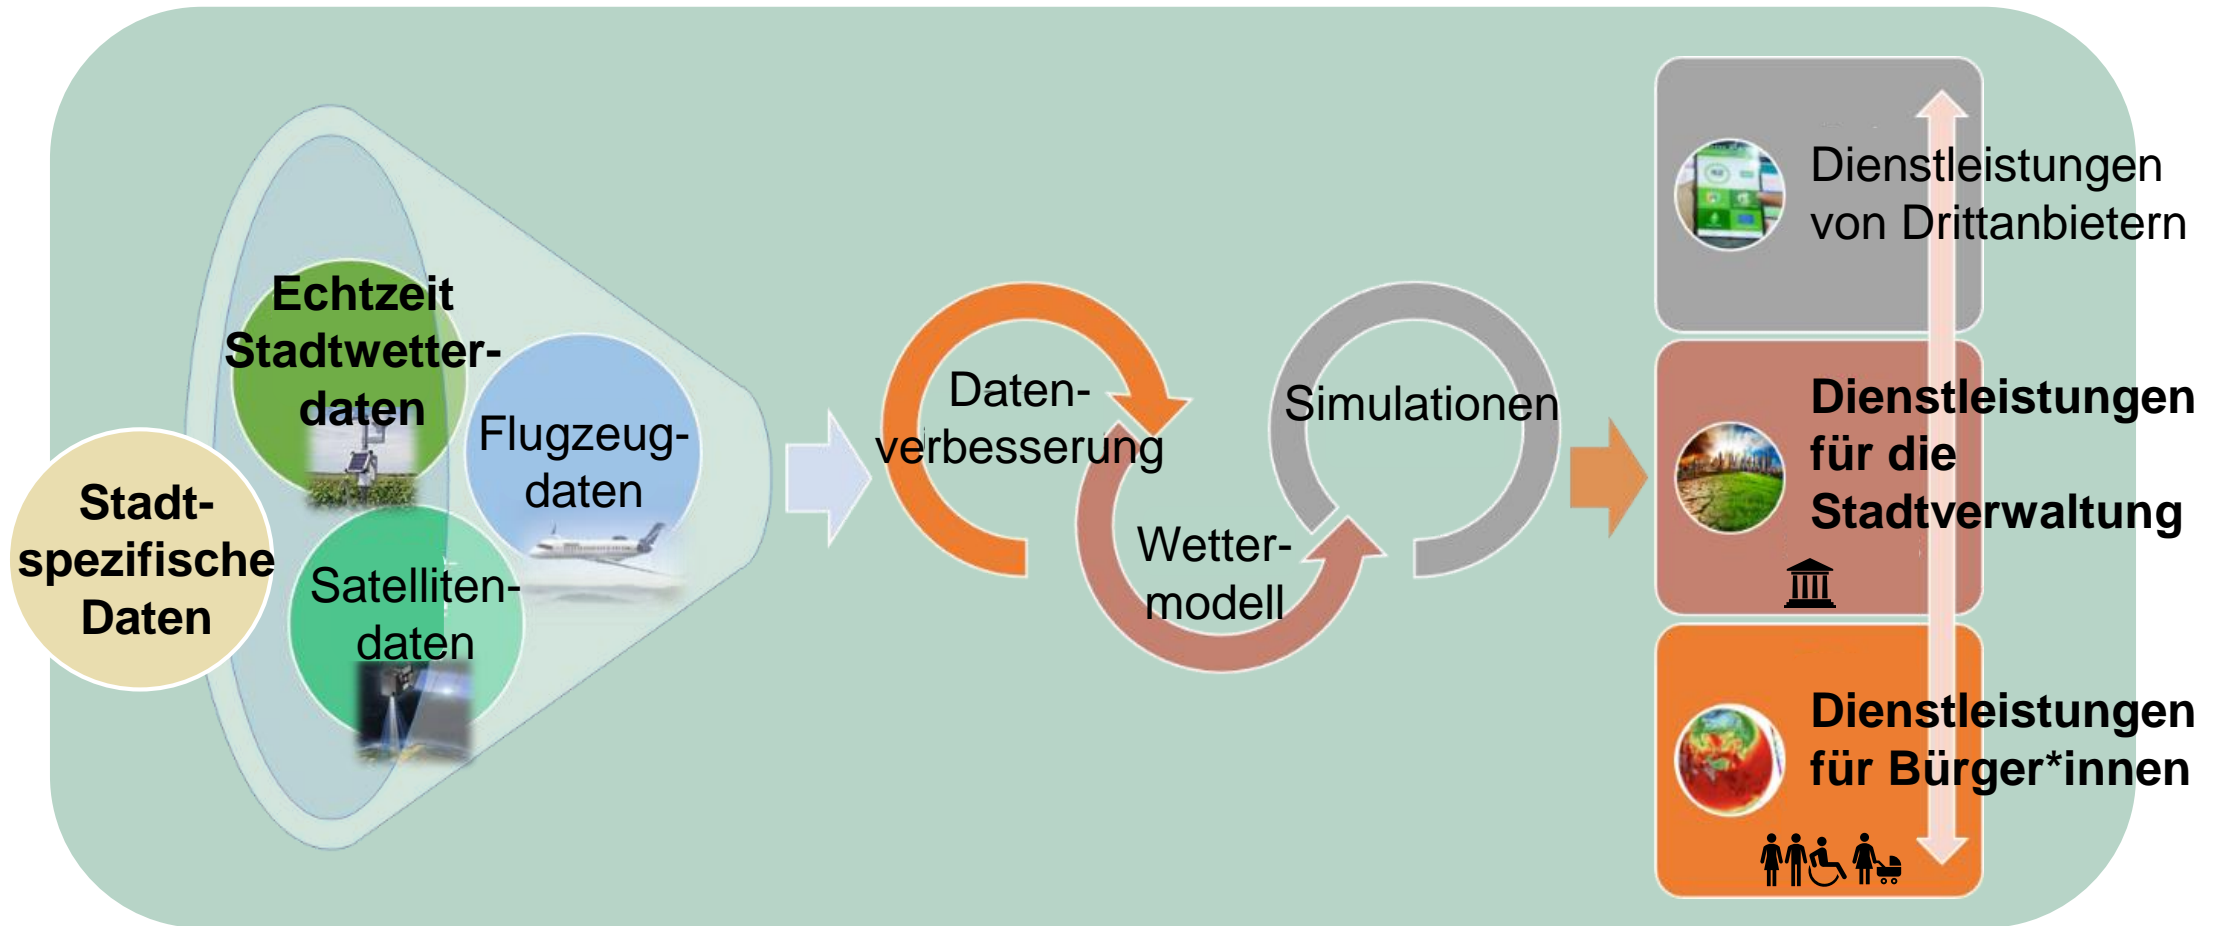 Stadt-
spezifische
Daten
Echtzeit
Stadtwetter-
daten
Flugzeug-
daten
Satelliten-
daten
Daten-
verbesserung
Wetter-
modell
Simulationen
Dienstleistungen
von Drittanbietern
Dienstleistungen
für die
Stadtverwaltung
Dienstleistungen
für Bürger*innen